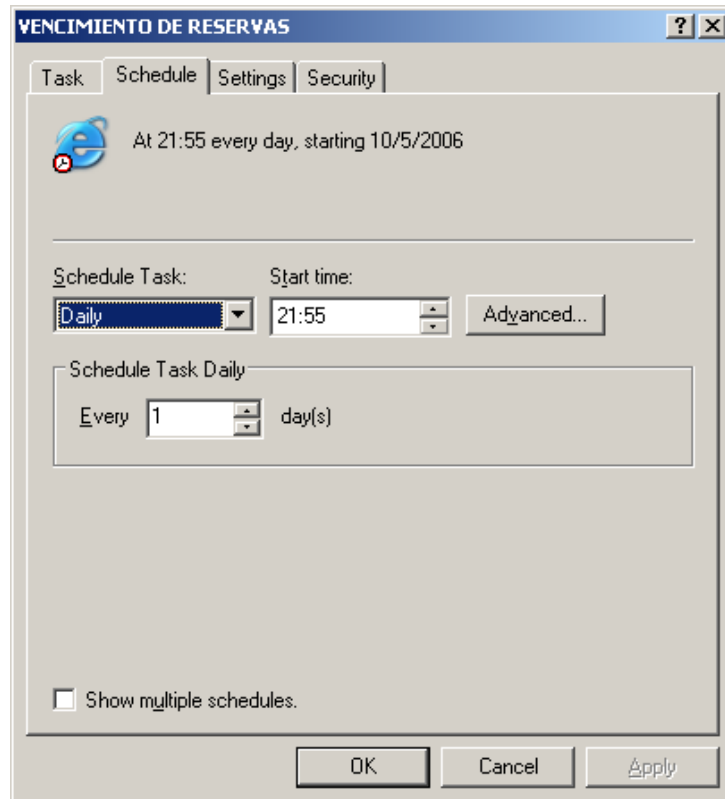 VENCIMIENTO DE RESERVAS
Task Schedule Settings Security
At 21:55 every day, starting 10/5/2006
Schedule Task: Start time:
Daily 21:55 Advanced...
Schedule Task Daily
Every 1 day(s)
Show multiple schedules.
OK Cancel Apply